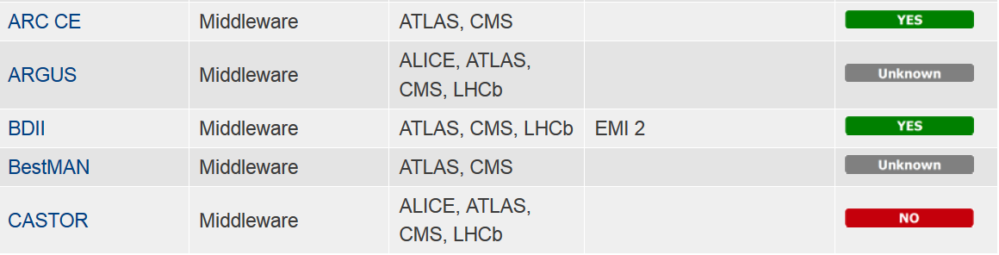 ARC CE Middleware ATLAS, CMS YES
ARGUS Middleware ALICE, ATLAS,
CMS, LHCb Unknown
BDII Middleware ATLAS, CMS, LHCb EMI 2 YES
BestMAN Middleware ATLAS, CMS Unknown
CASTOR Middleware ALICE, ATLAS,
CMS, LHCb NO